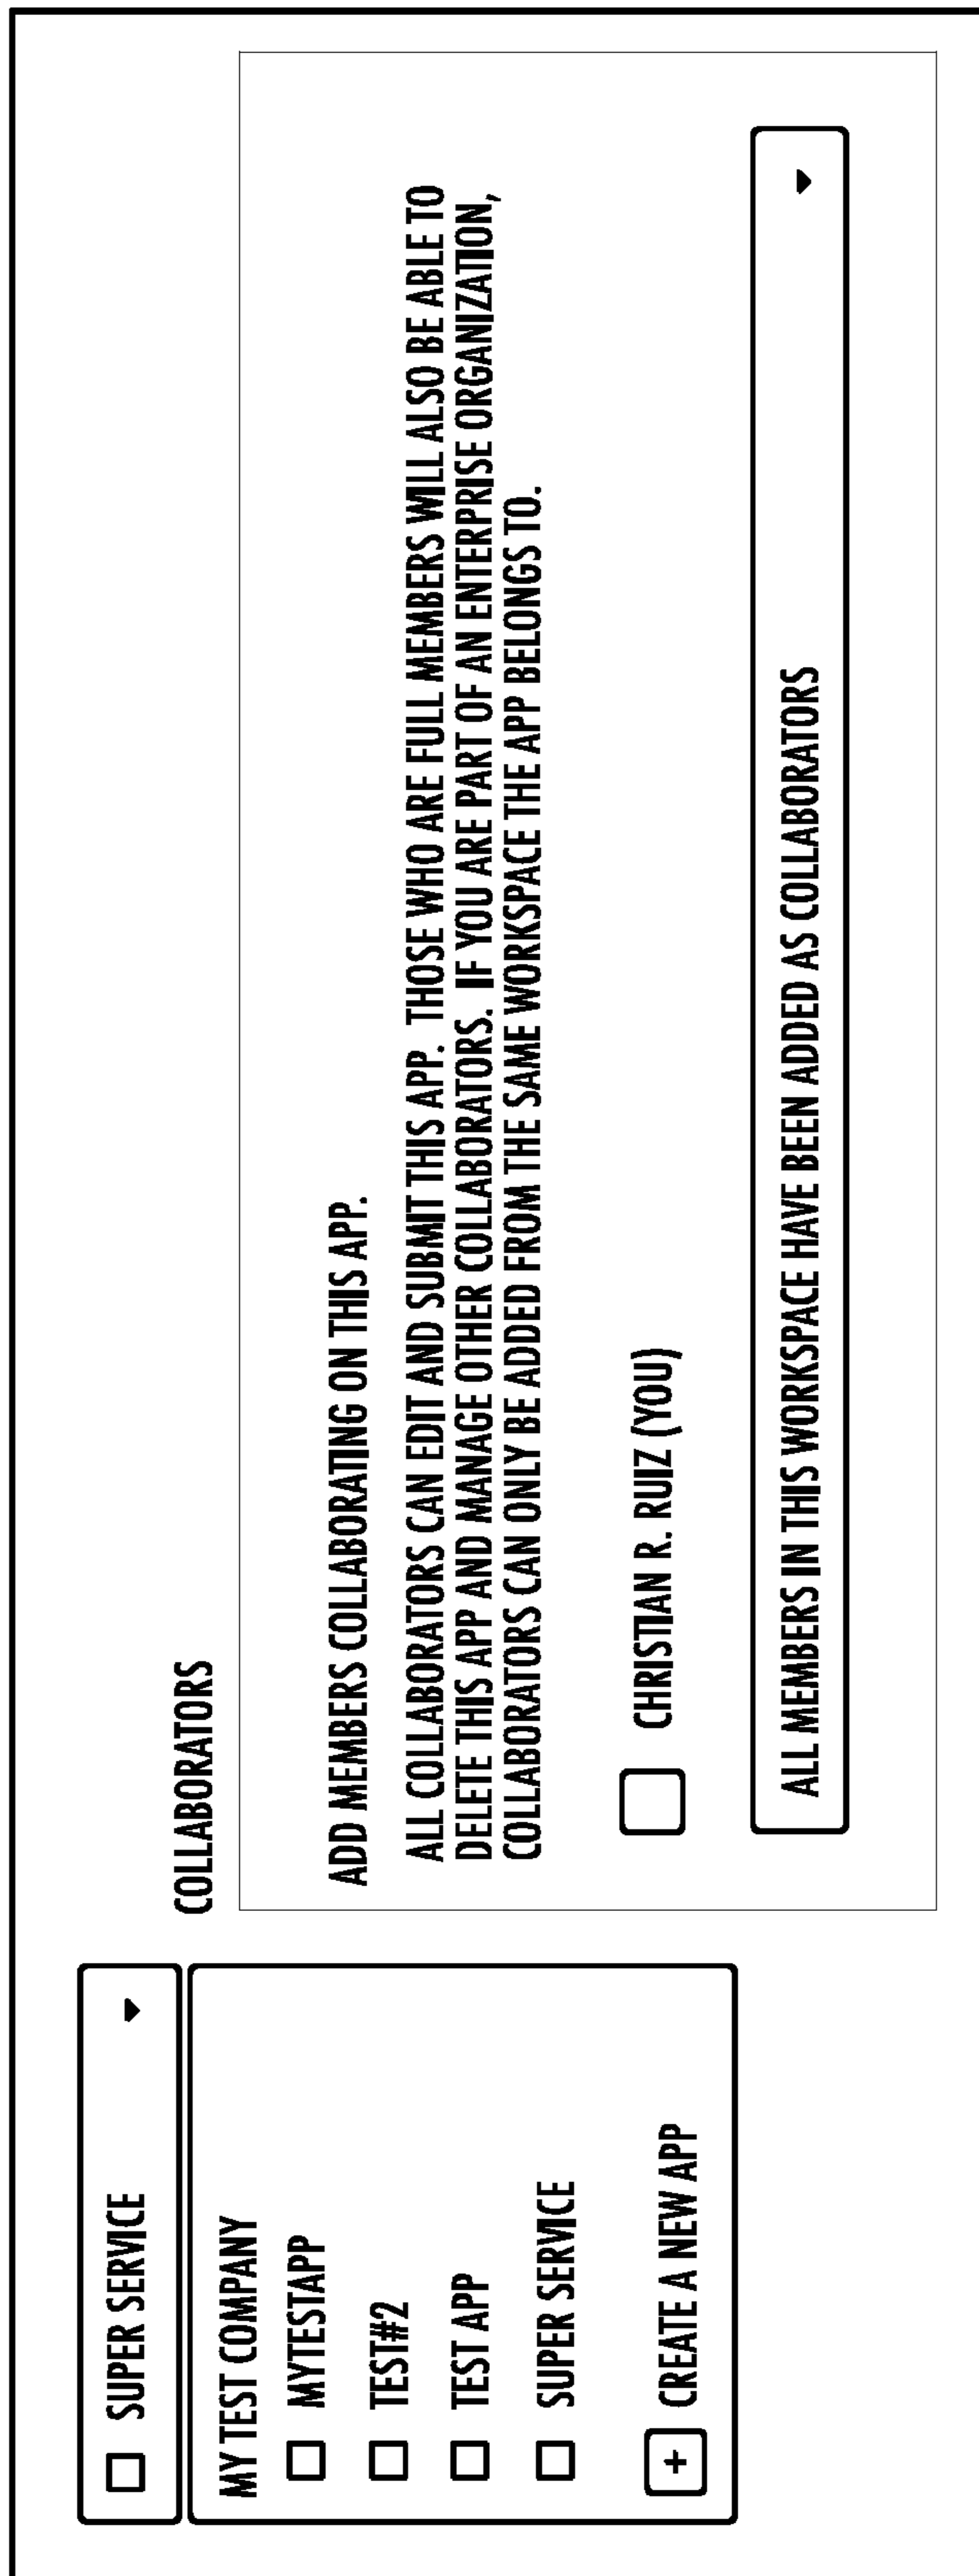 SUPER SERVICE
MY TEST COMPANY
MYTESTAPP
TEST#2
TEST APP
SUPER SERVICE
+ CREATE A NEW APP
COLLABORATORS
ADD MEMBERS COLLABORATING ON THIS APP.
ALL COLLABORATORS CAN EDIT AND SUBMIT THIS APP. THOSE WHO ARE FULL MEMBERS WILL ALSO BE ABLE TO
DELETE THIS APP AND MANAGE OTHER COLLABORATORS. IF YOU ARE PART OF AN ENTERPRISE ORGANIZATION,
COLLABORATORS CAN ONLY BE ADDED FROM THE SAME WORKSPACE THE APP BELONGS TO.
CHRISTIAN R. RUIZ (YOU)
ALL MEMBERS IN THIS WORKSPACE HAVE BEEN ADDED AS COLLABORATORS